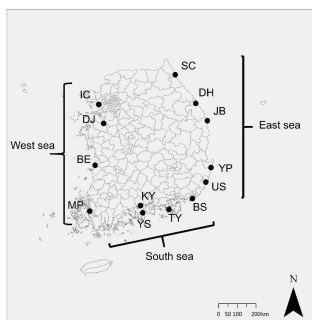 SC
IC
DH
JB
DJ
East sea
West sea
BE
YP
US
KY
MP
BS
YS
TY
South sea
N
0 50 100 200km